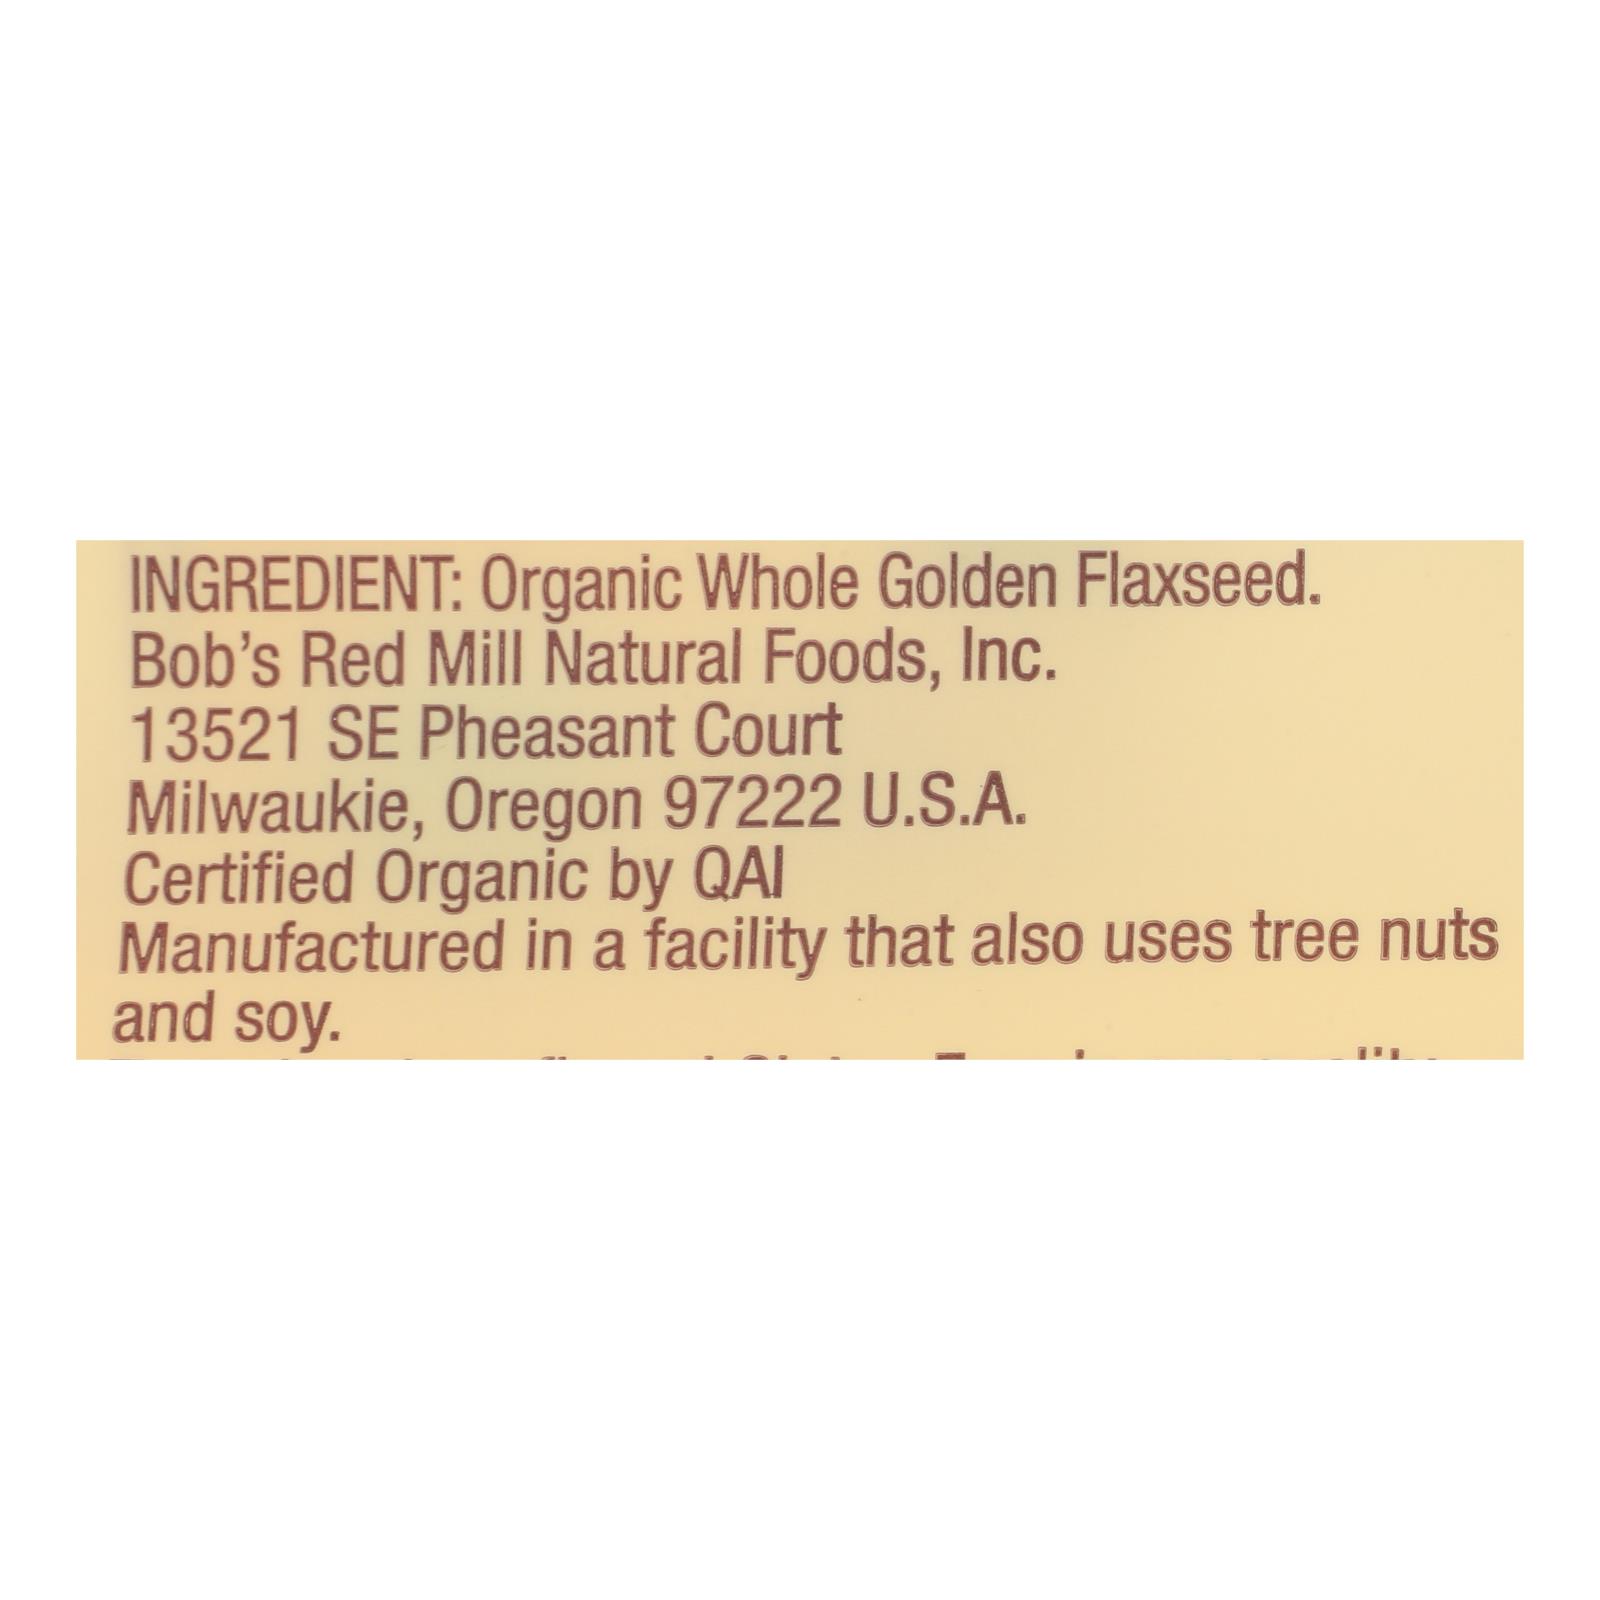 INGREDIENT: Organic Whole Golden Flaxseed.
Bob's Red Mill Natural Foods, Inc.
13521 SE Pheasant Court
Milwaukie, Oregon 97222 U.S.A.
Certified Organic by QAI
Manufactured in a facility that also uses tree nuts
and soy.